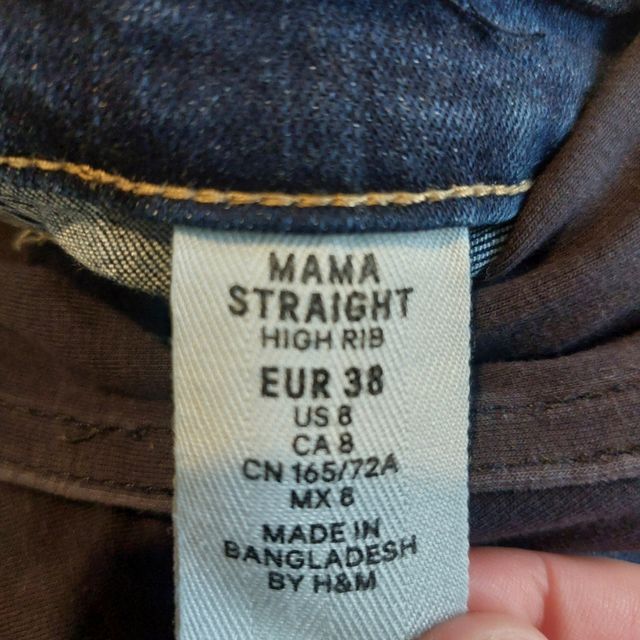 MAMA
STRAIGHT
HIGH RIB
EUR 38
US 8
CA 8
CN 165/72A
MX 8
MADE IN
BANGLADESH
BY H&M